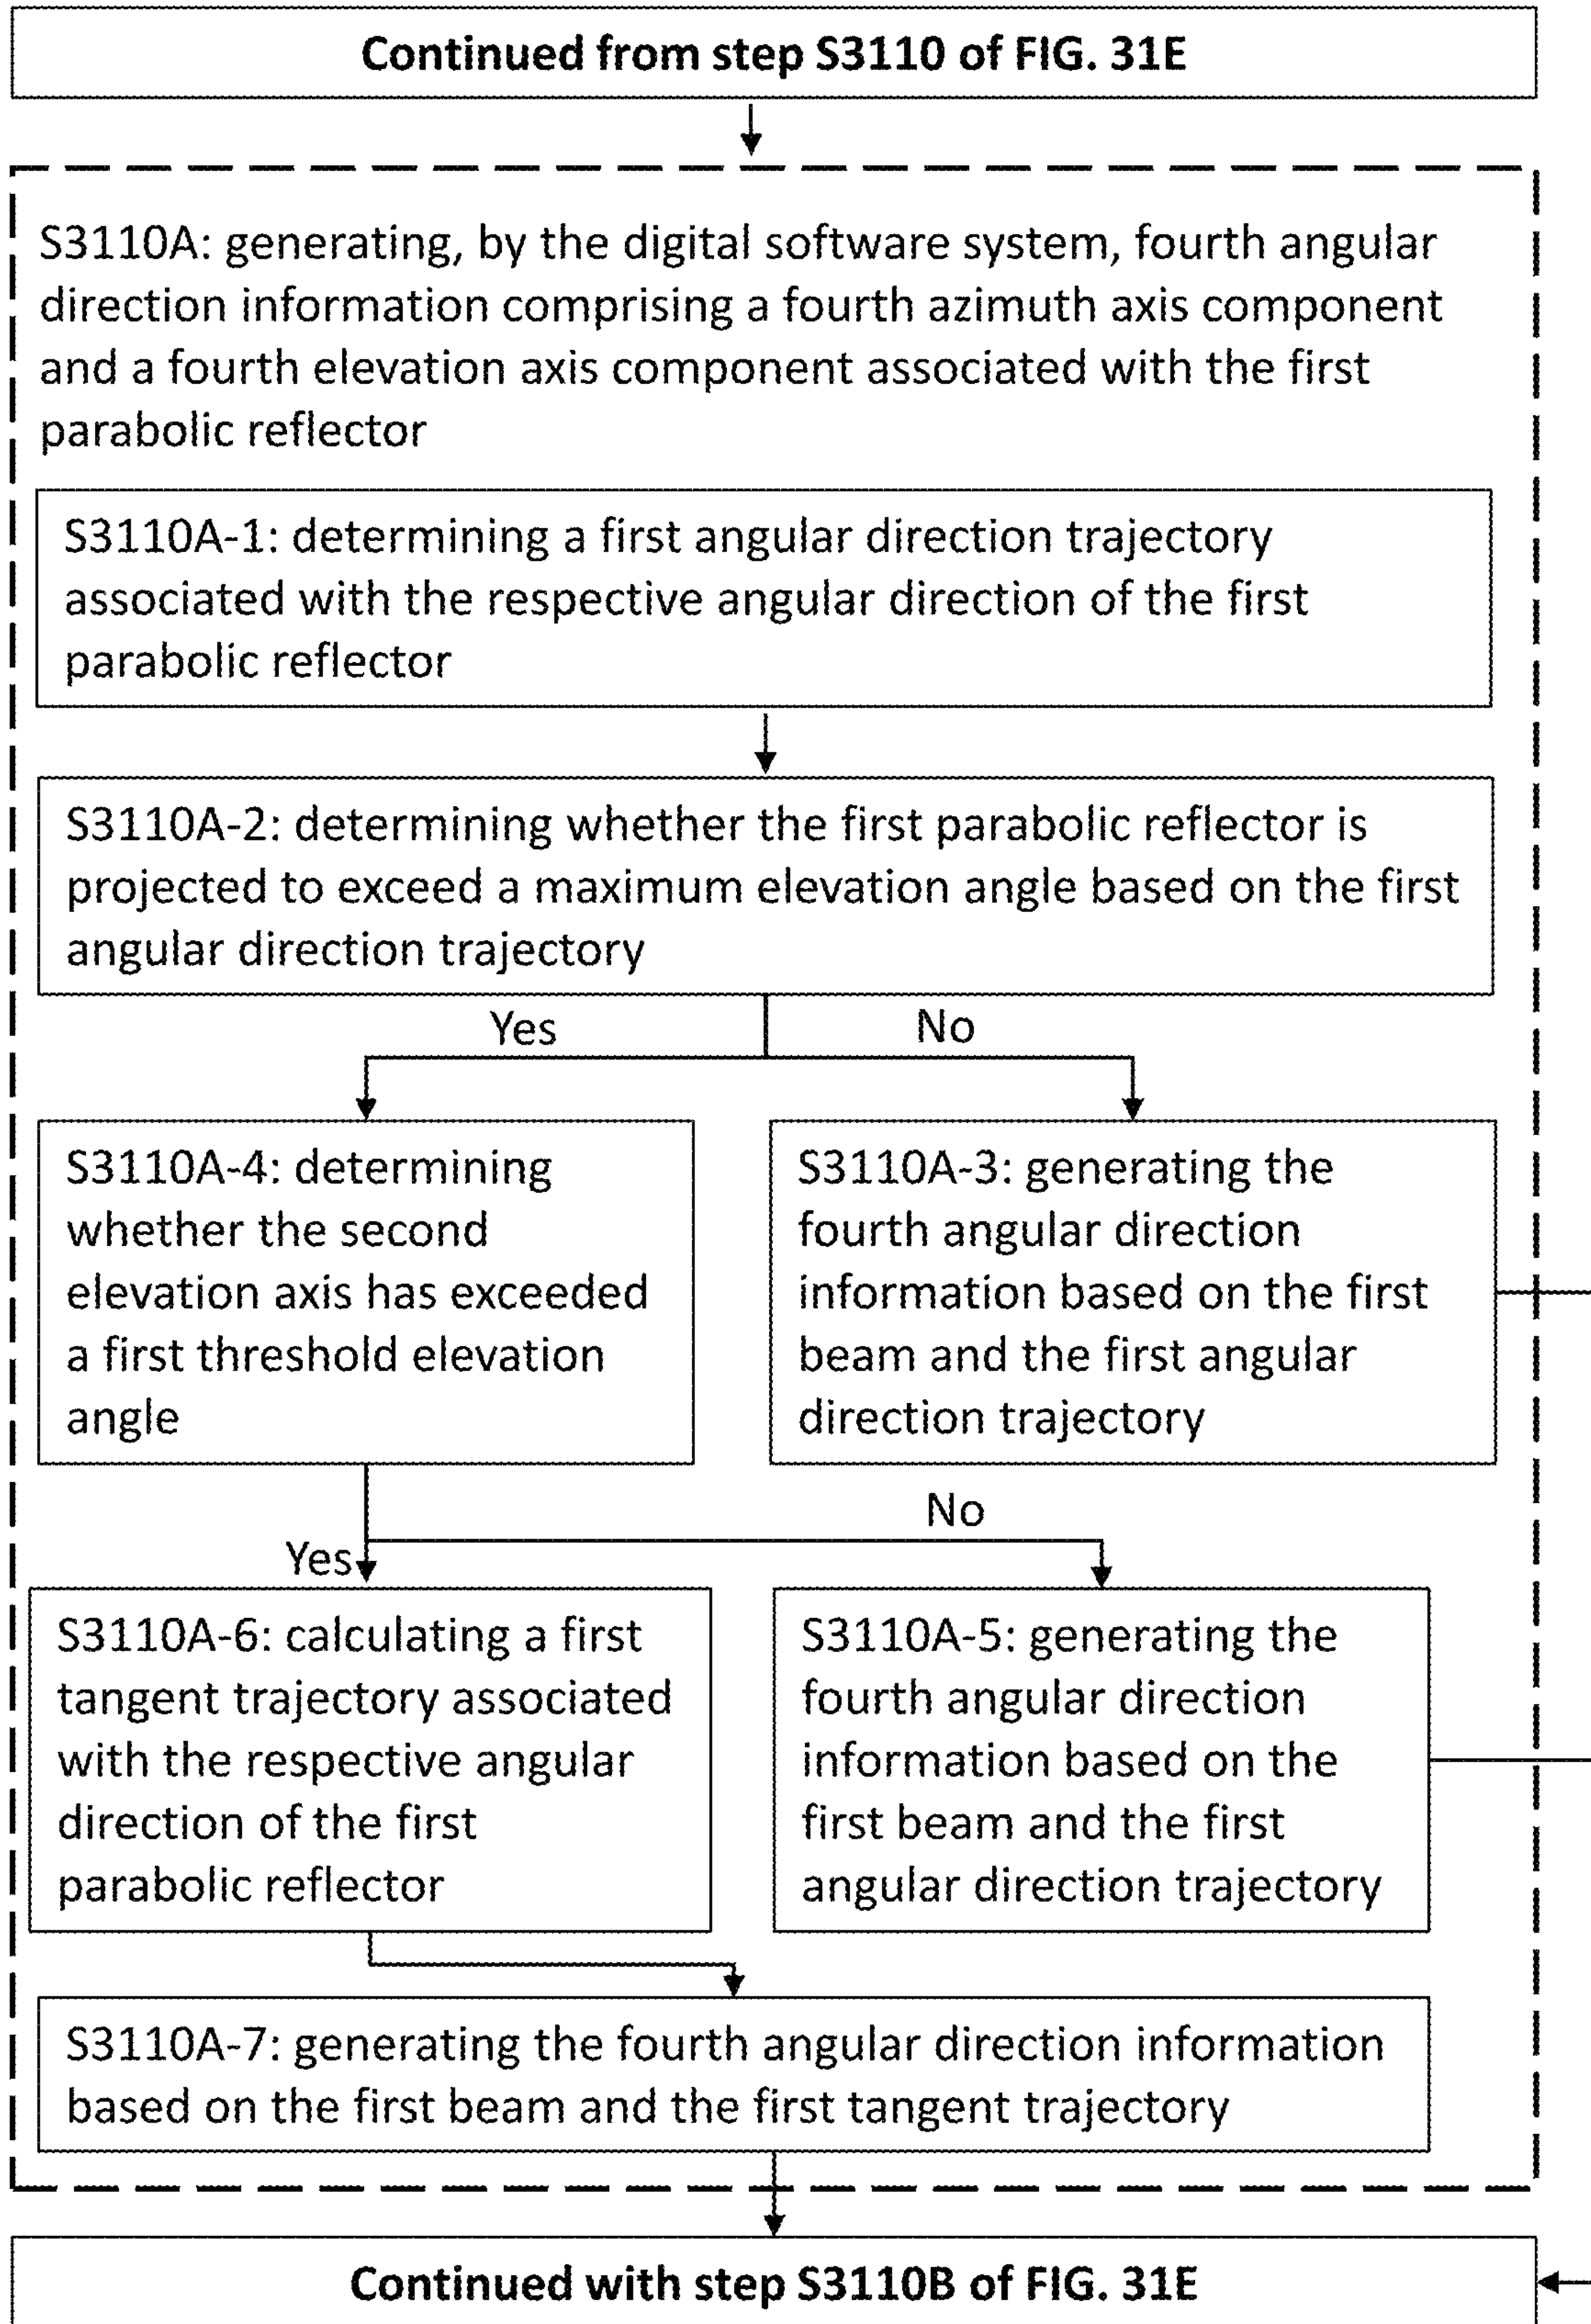 Continued from step S3110 of FIG. 31E
S3110A: generating, by the digital software system, fourth angular
direction information comprising a fourth azimuth axis component
and a fourth elevation axis component associated with the first
parabolic reflector
S3110A-1: determining a first angular direction trajectory
associated with the respective angular direction of the first
parabolic reflector
S3110A-2: determining whether the first parabolic reflector is
projected to exceed a maximum elevation angle based on the first
angular direction trajectory
Yes
No
S3110A-4: determining
whether the second
elevation axis has exceeded
a first threshold elevation
angle
S3110A-3: generating the
fourth angular direction
information based on the first
beam and the first angular
direction trajectory
No
Yes
S3110A-6: calculating a first
tangent trajectory associated
with the respective angular
direction of the first
parabolic reflector
S3110A-5: generating the
fourth angular direction
information based on the
first beam and the first
angular direction trajectory
S3110A-7: generating the fourth angular direction information
based on the first beam and the first tangent trajectory
Continued with step S3110B of FIG. 31E